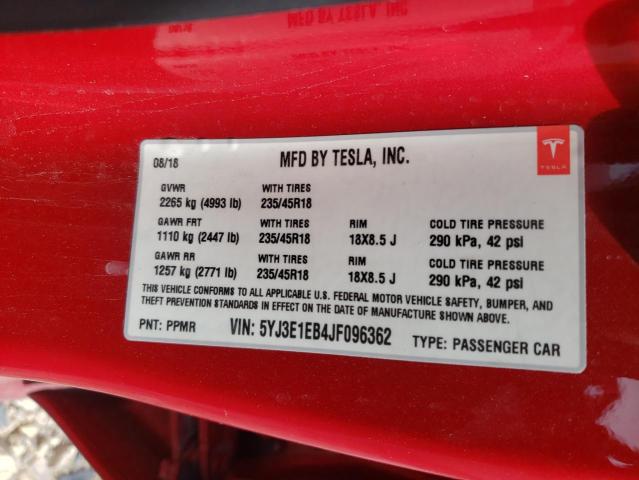 MFD BY TESLA, INC.
08/18 MFD BY TESLA, INC.
TESLA
GVWR WITH TIRES
2265 kg (4993 lb) 235/45R18
GAWR FRT WITH TIRES RIM COLD TIRE PRESSURE
1110 kg (2447 lb) 235/45R18 18X8.5 J 290 kPa, 42 psi
GAWR RR WITH TIRES RIM COLD TIRE PRESSURE
1257 kg (2771 lb) 235/45R18 18X8.5 J 290 kPa, 42 psi
THIS VEHICLE CONFORMS TO ALL APPLICABLE U.S. FEDERAL MOTOR VEHICLE SAFETY, BUMPER, AND
THEFT PREVENTION STANDARDS IN EFFECT ON THE DATE OF MANUFACTURE SHOWN ABOVE.
PNT: PPMR VIN: 5YJ3E1EB4JF096362 TYPE: PASSENGER CAR